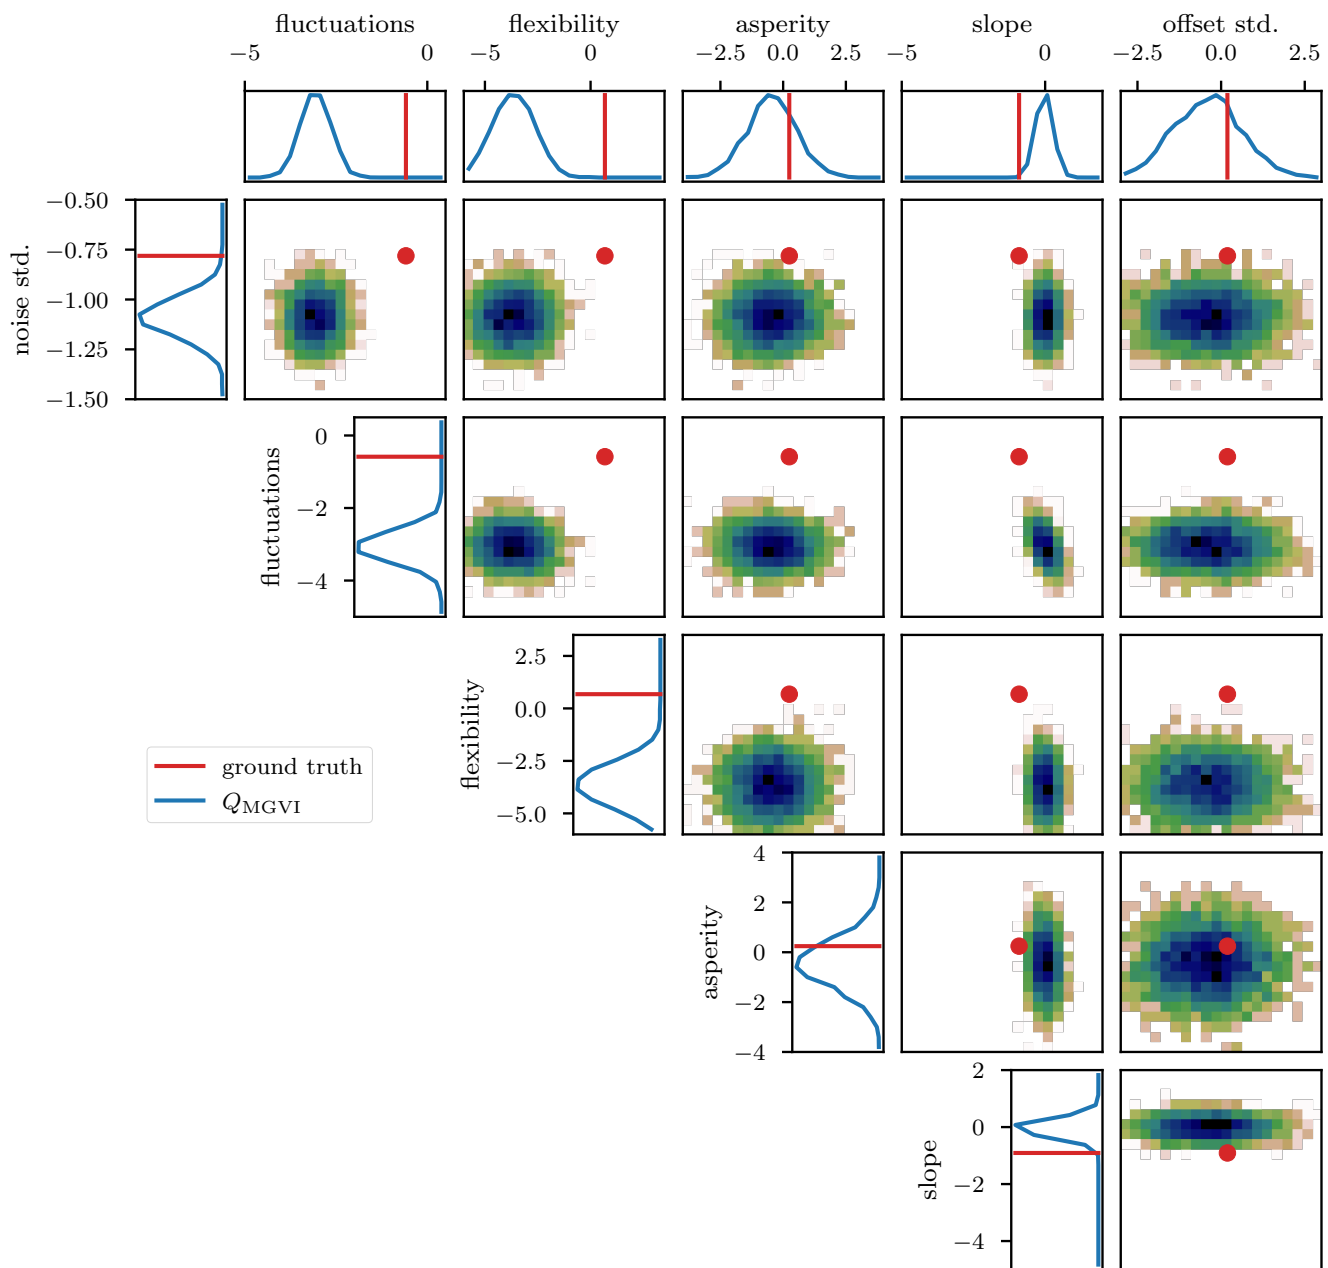 fluctuations flexibility asperity slope offset std.
−5 0 −5 0 −2.5 0.0 2.5 −5 0 −2.5 0.0 2.5
noise std.
−0.50
−0.75
−1.00
−1.25
−1.50
fluctuations
0
−2
−4
flexibility
2.5
0.0
−2.5
−5.0
ground truth
Q_MGVI
asperity
4
2
0
−2
−4
slope
2
0
−2
−4